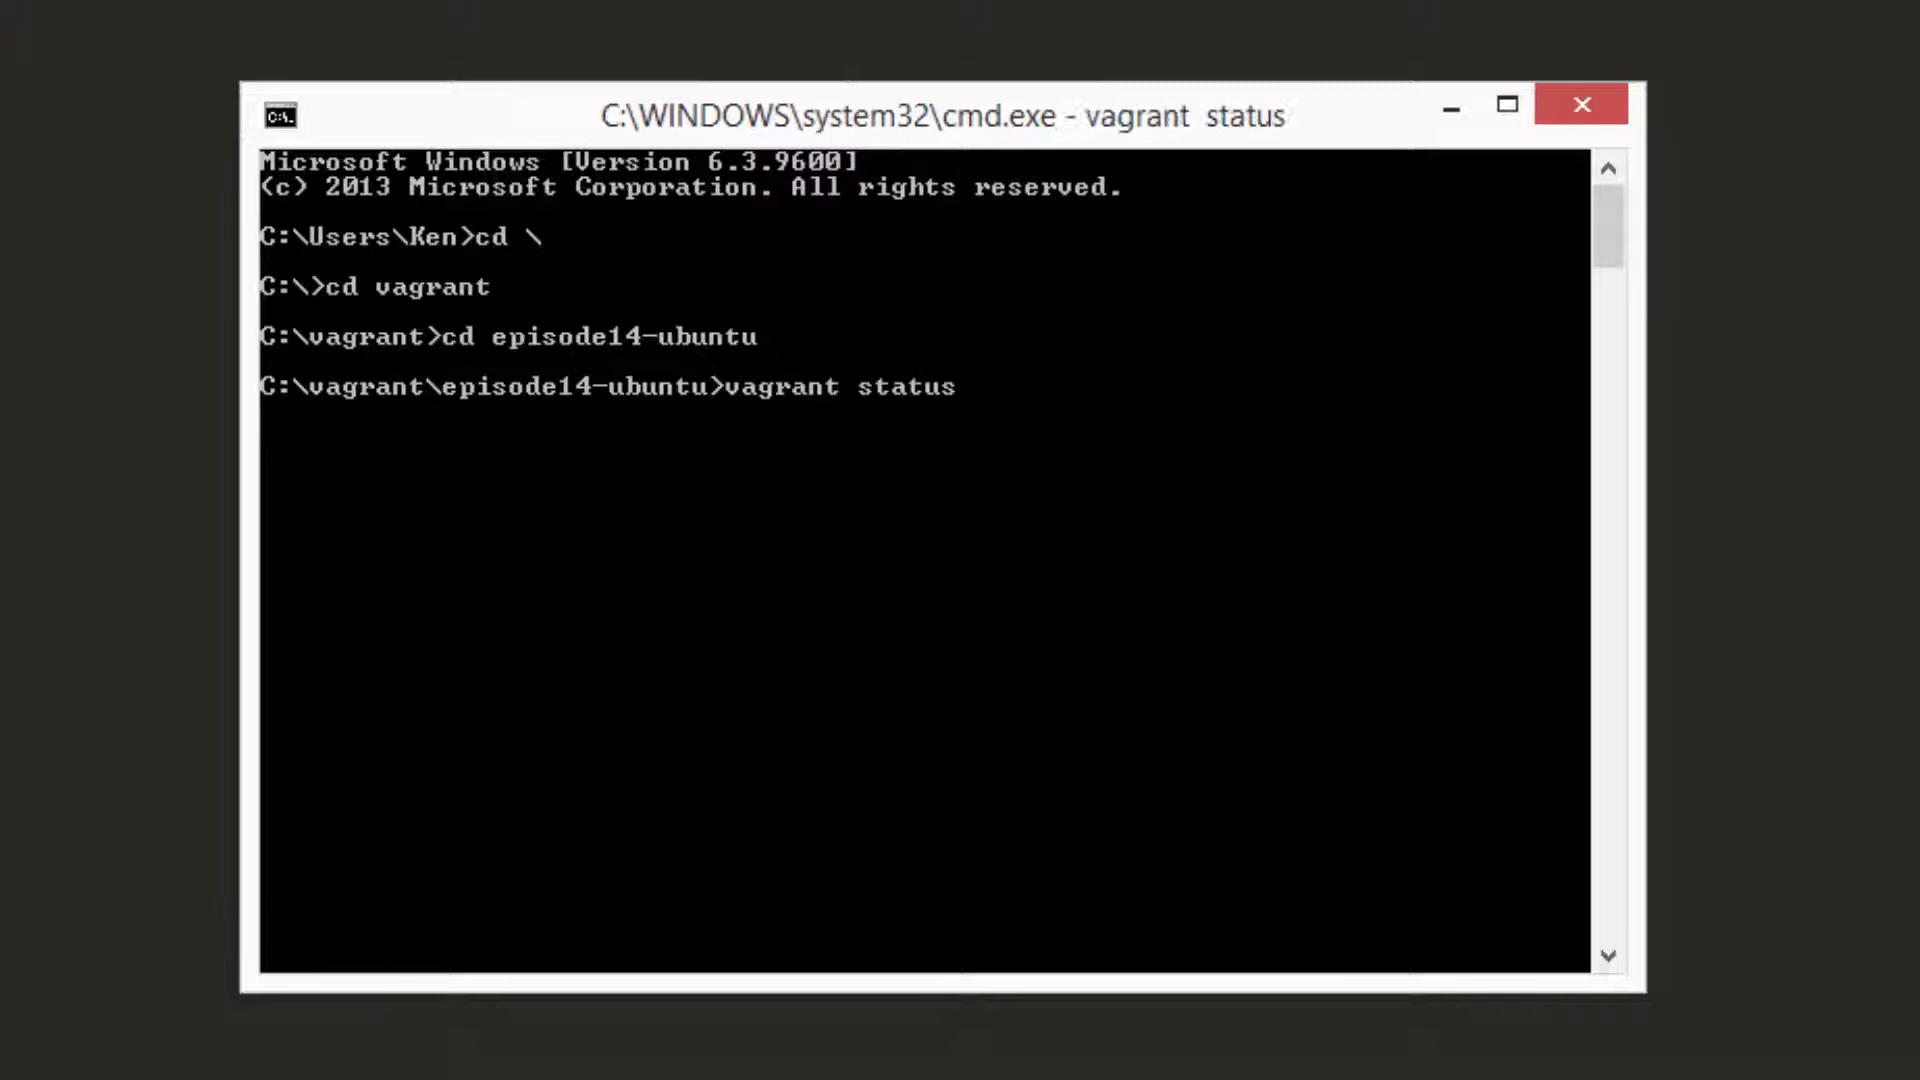 C:\WINDOWS\system32\cmd.exe - vagrant  status
Microsoft Windows [Version 6.3.9600]
(c) 2013 Microsoft Corporation. All rights reserved.
C:\Users\Ken>cd \
C:\>cd vagrant
C:\vagrant>cd episode14-ubuntu
C:\vagrant\episode14-ubuntu>vagrant status